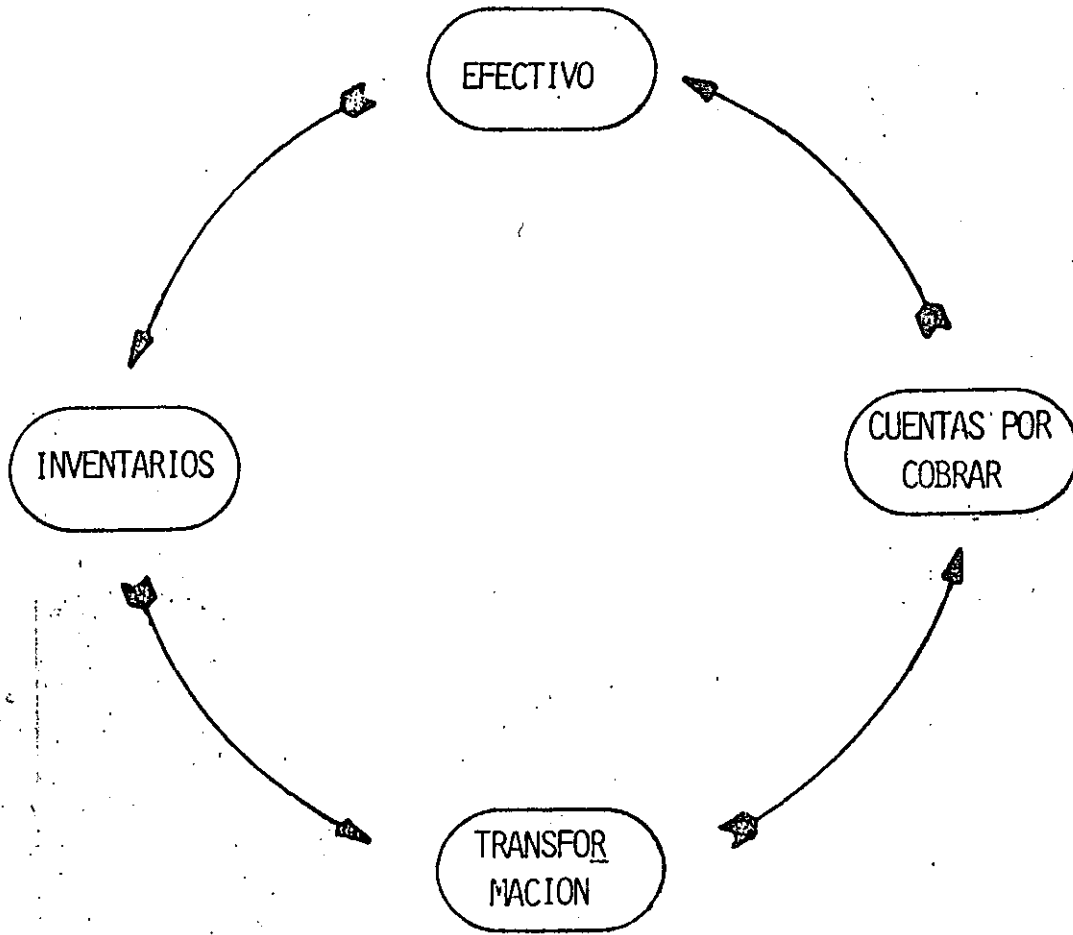 EFECTIVO
INVENTARIOS
CUENTAS POR
COBRAR
TRANSFOR
MACION